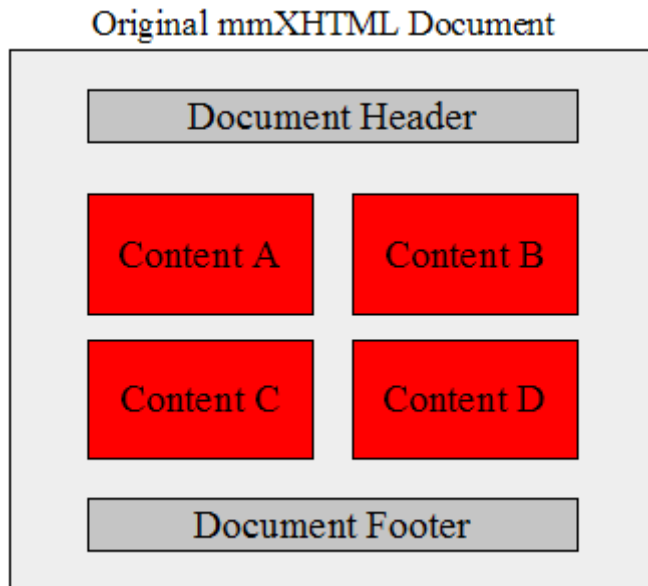 Original mmXHTML Document
Document Header
Content A
Content B
Content C
Content D
Document Footer